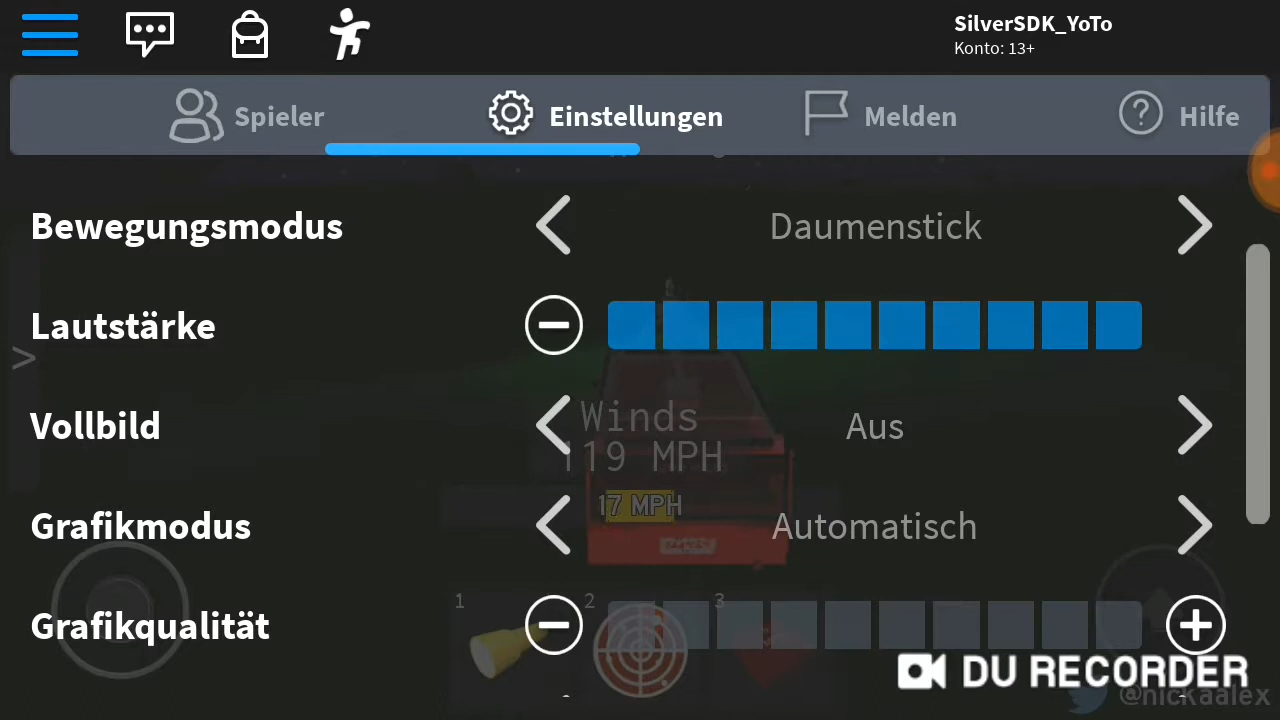 SilverSDK_YoTo
Konto: 13+
Spieler
Einstellungen
Melden
Hilfe
Bewegungsmodus
Daumenstick
Lautstärke
>
Vollbild
Aus
Winds
119 MPH
17 MPH
Grafikmodus
Automatisch
1
2
3
Grafikqualität
DU RECORDER
@nickaalex